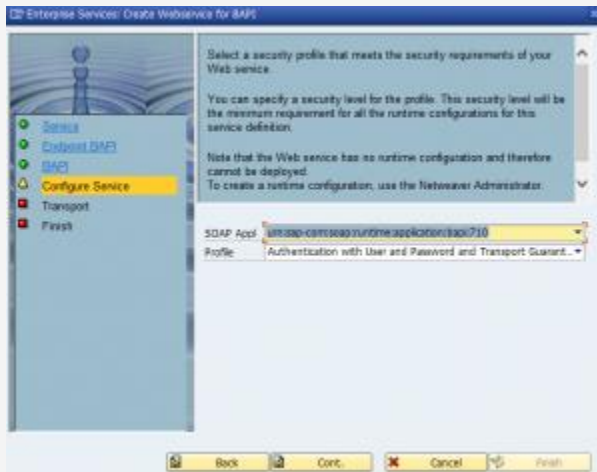 Enterprise Services: Create Webservice for BAPI
Select a security profile that meets the security requirements of your
Web service.
You can specify a security level for the profile. This security level will be
the minimum requirement for all the runtime configurations for this
service definition.
Note that the Web service has no runtime configuration and therefore
cannot be deployed.
To create a runtime configuration, use the Netweaver Administrator.
Service
Endpoint BAPI
BAPI
Configure Service
Transport
Finish
SOAP Appl urn:sap-com:soap:runtime:application:bapi:710
Profile Authentication with User and Password and Transport Guarant..
Back Cont. Cancel Finish